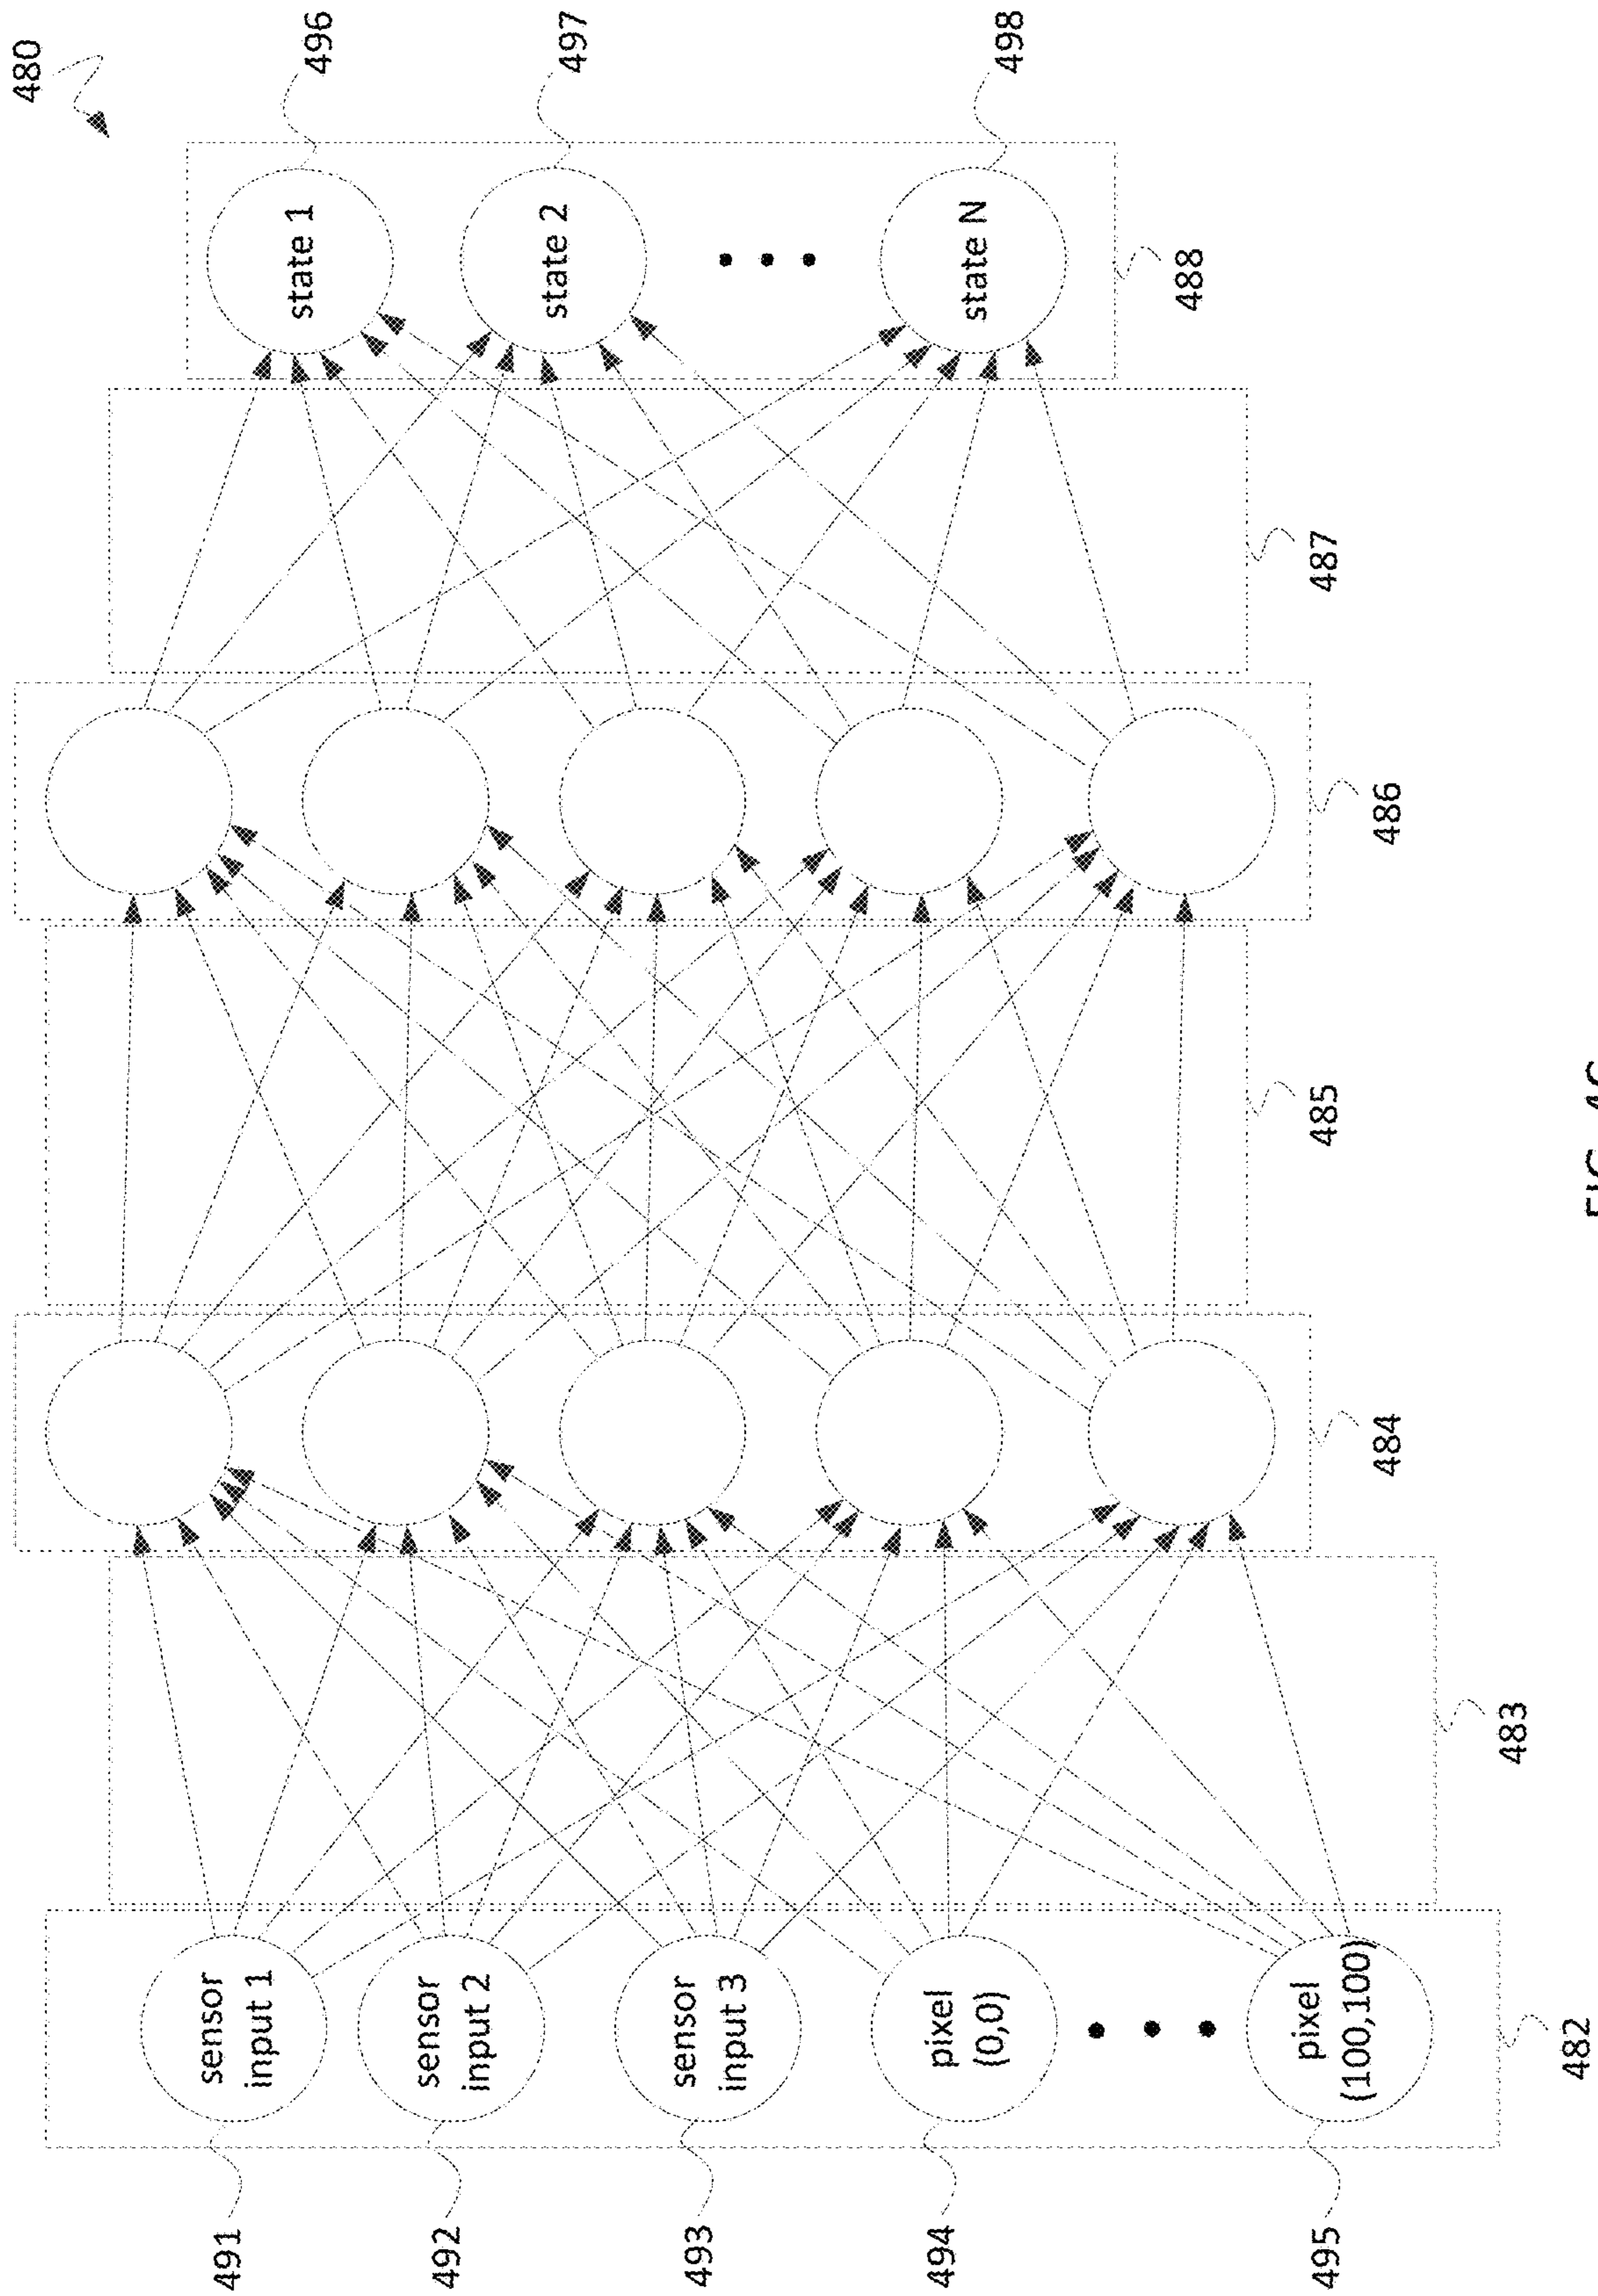 480
491
sensor
input 1
492
sensor
input 2
493
sensor
input 3
494
pixel
(0,0)
495
pixel
(100,100)
482
483
484
485
486
487
488
state 1
496
state 2
497
state N
498